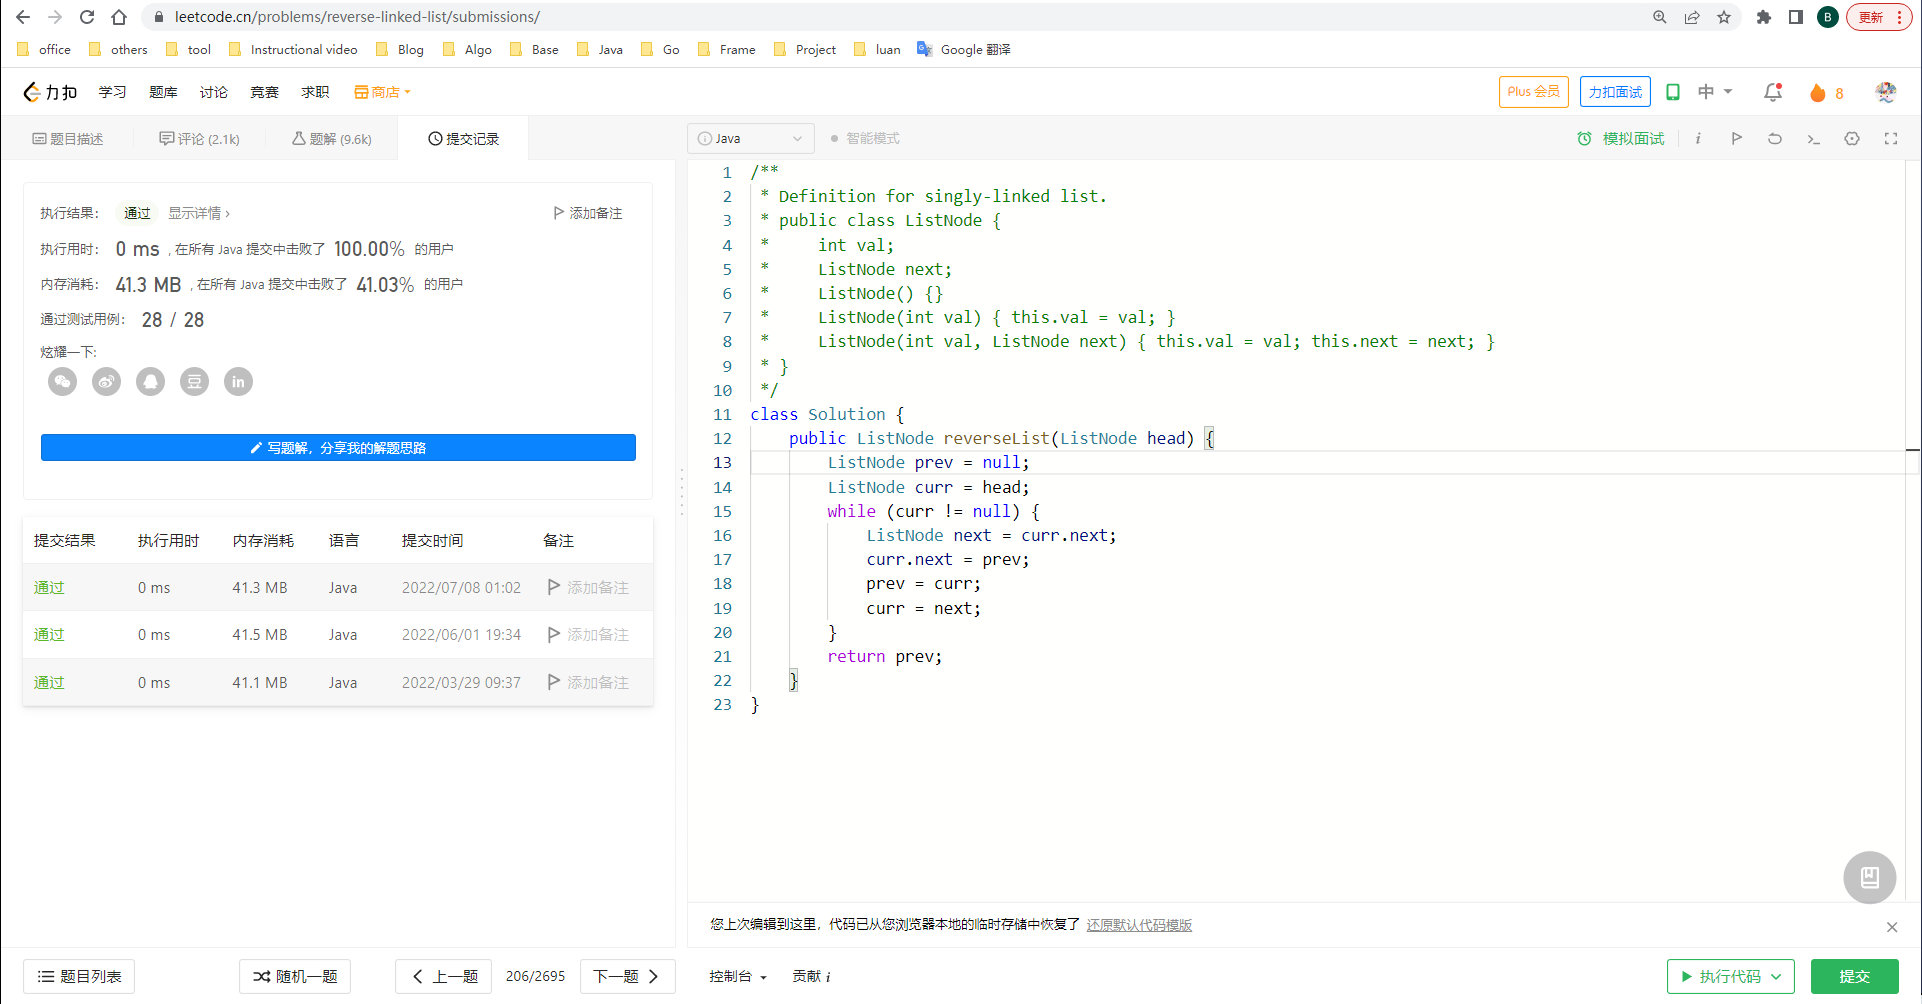 leetcode.cn/problems/reverse-linked-list/submissions/
B
更新
office others tool Instructional video Blog Algo Base Java Go Frame Project luan Google 翻译
力扣 学习 题库 讨论 竞赛 求职 商店
Plus 会员 力扣面试 中 8
题目描述 评论 (2.1k) 题解 (9.6k) 提交记录
Java 智能模式
模拟面试 i
执行结果： 通过 显示详情 › 添加备注
执行用时： 0 ms , 在所有 Java 提交中击败了 100.00% 的用户
内存消耗： 41.3 MB , 在所有 Java 提交中击败了 41.03% 的用户
通过测试用例： 28 / 28
炫耀一下:
豆 in
写题解，分享我的解题思路
提交结果 执行用时 内存消耗 语言 提交时间 备注
通过 0 ms 41.3 MB Java 2022/07/08 01:02 添加备注
通过 0 ms 41.5 MB Java 2022/06/01 19:34 添加备注
通过 0 ms 41.1 MB Java 2022/03/29 09:37 添加备注
1 /**
2  * Definition for singly-linked list.
3  * public class ListNode {
4  *     int val;
5  *     ListNode next;
6  *     ListNode() {}
7  *     ListNode(int val) { this.val = val; }
8  *     ListNode(int val, ListNode next) { this.val = val; this.next = next; }
9  * }
10  */
11 class Solution {
12     public ListNode reverseList(ListNode head) {
13         ListNode prev = null;
14         ListNode curr = head;
15         while (curr != null) {
16             ListNode next = curr.next;
17             curr.next = prev;
18             prev = curr;
19             curr = next;
20         }
21         return prev;
22     }
23 }
您上次编辑到这里，代码已从您浏览器本地的临时存储中恢复了 还原默认代码模版
题目列表 随机一题 上一题 206/2695 下一题
控制台 贡献 i
执行代码 提交